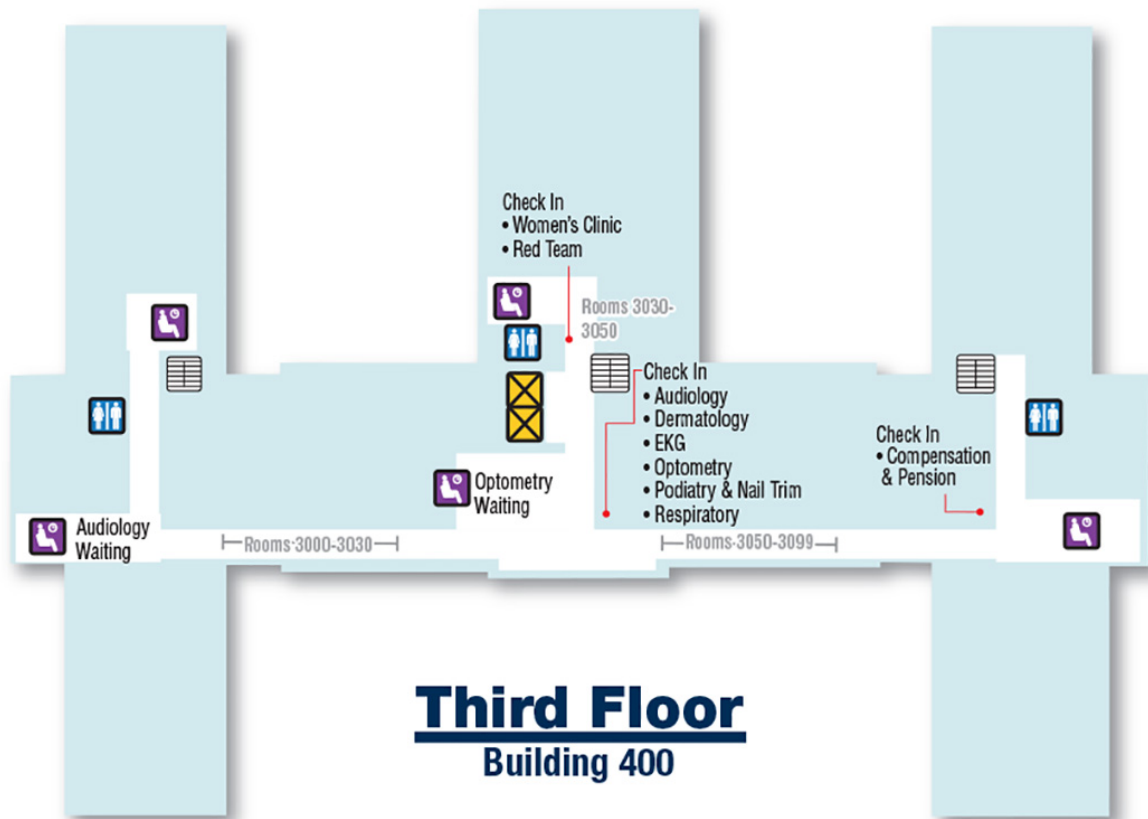 Check In
• Women's Clinic
• Red Team
Rooms 3030-
3050
Check In
• Audiology
• Dermatology
• EKG
• Optometry
• Podiatry & Nail Trim
• Respiratory
Check In
• Compensation
& Pension
Optometry
Waiting
Audiology
Waiting
Rooms 3000-3030
Rooms 3050-3099
Third Floor
Building 400